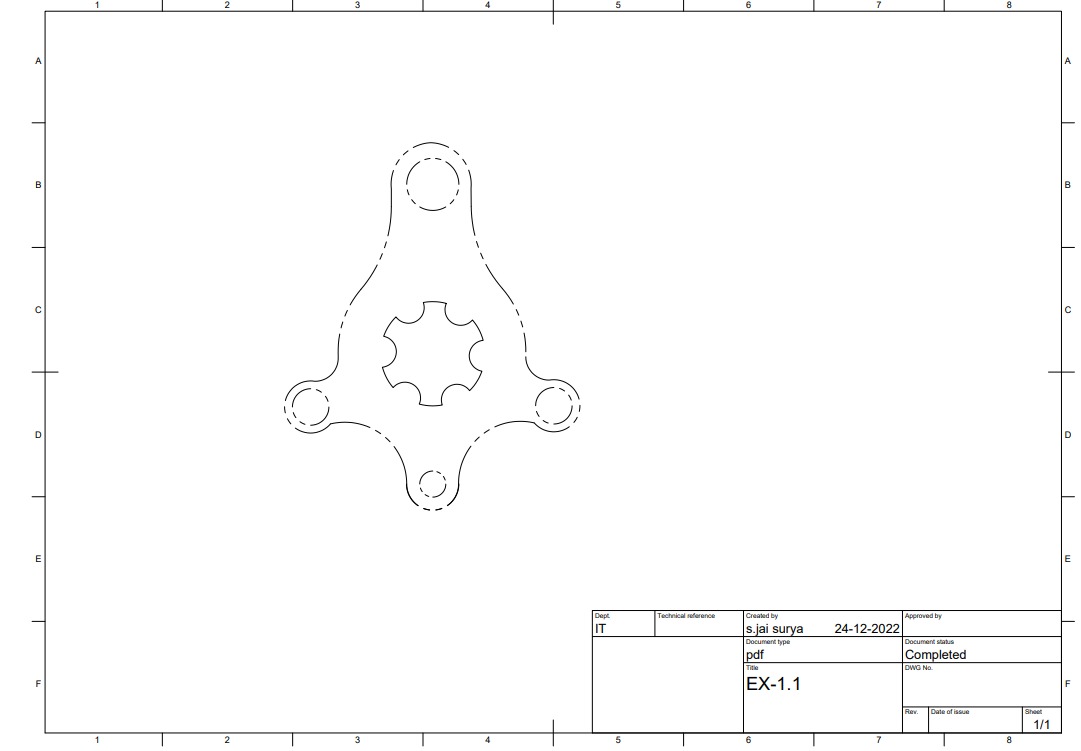 1 2 3 4 5 6 7 8
A A
B B
C C
D D
E E
Dept. Technical reference Created by Approved by
IT s.jai surya 24-12-2022
Document type Document status
pdf Completed
Title DWG No.
EX-1.1
F F
Rev. Date of issue Sheet
1/1
1 2 3 4 5 6 7 8